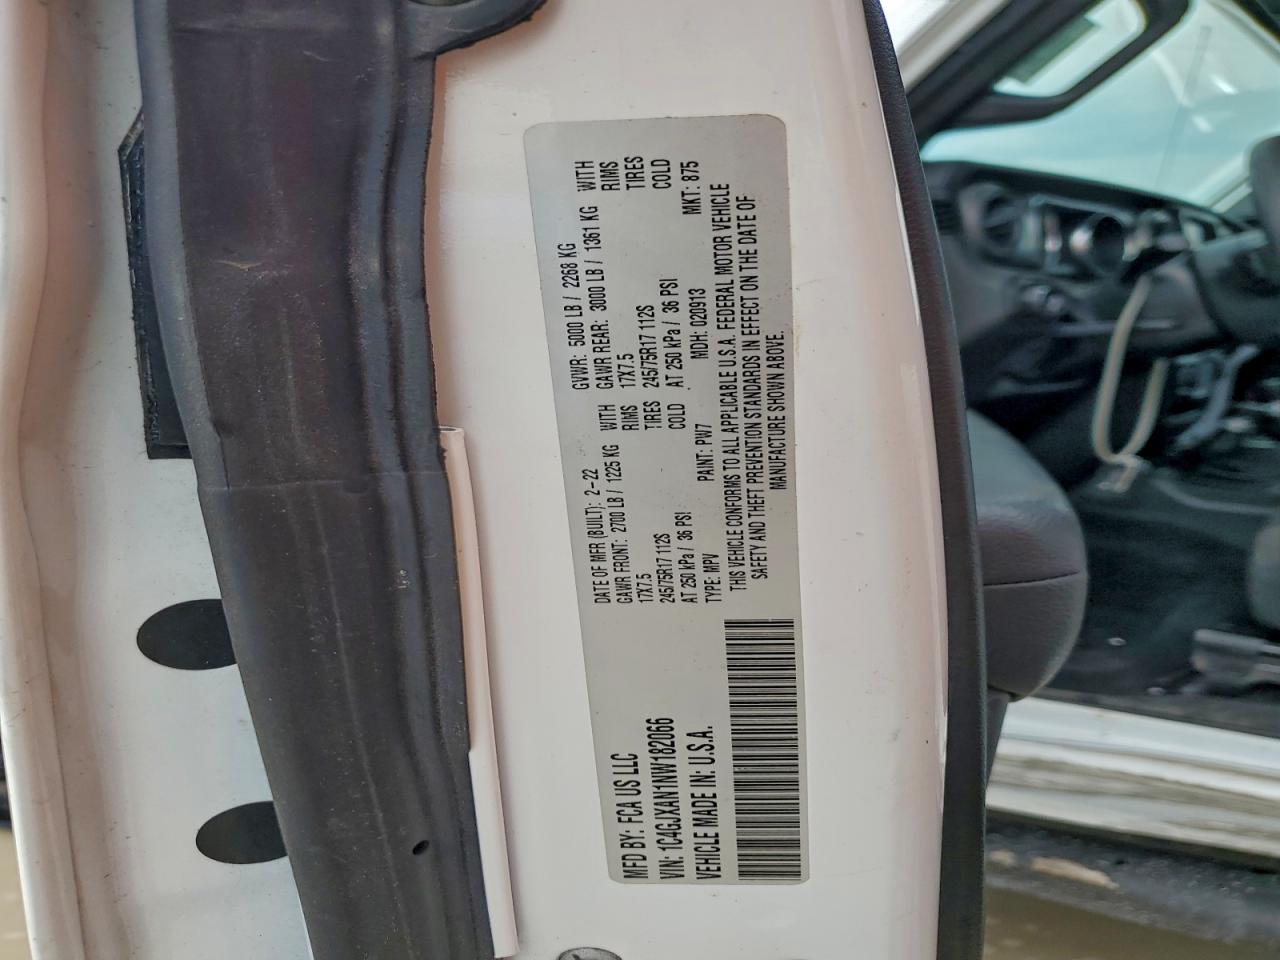 MFD BY: FCA US LLC
VIN: 1C4GJXAN1NW182066
VEHICLE MADE IN: U.S.A.
DATE OF MFR (BUILT): 2-22 GVWR: 5000 LB / 2268 KG
GAWR FRONT: 2700 LB / 1225 KG WITH GAWR REAR: 3000 LB / 1361 KG WITH
17X7.5 RIMS 17X7.5 RIMS
245/75R17 112S TIRES 245/75R17 112S TIRES
AT 250 kPa / 36 PSI COLD AT 250 kPa / 36 PSI COLD
TYPE: MPV PAINT: PW7 MDH: 020913 MKT: 875
THIS VEHICLE CONFORMS TO ALL APPLICABLE U.S.A. FEDERAL MOTOR VEHICLE
SAFETY AND THEFT PREVENTION STANDARDS IN EFFECT ON THE DATE OF
MANUFACTURE SHOWN ABOVE.